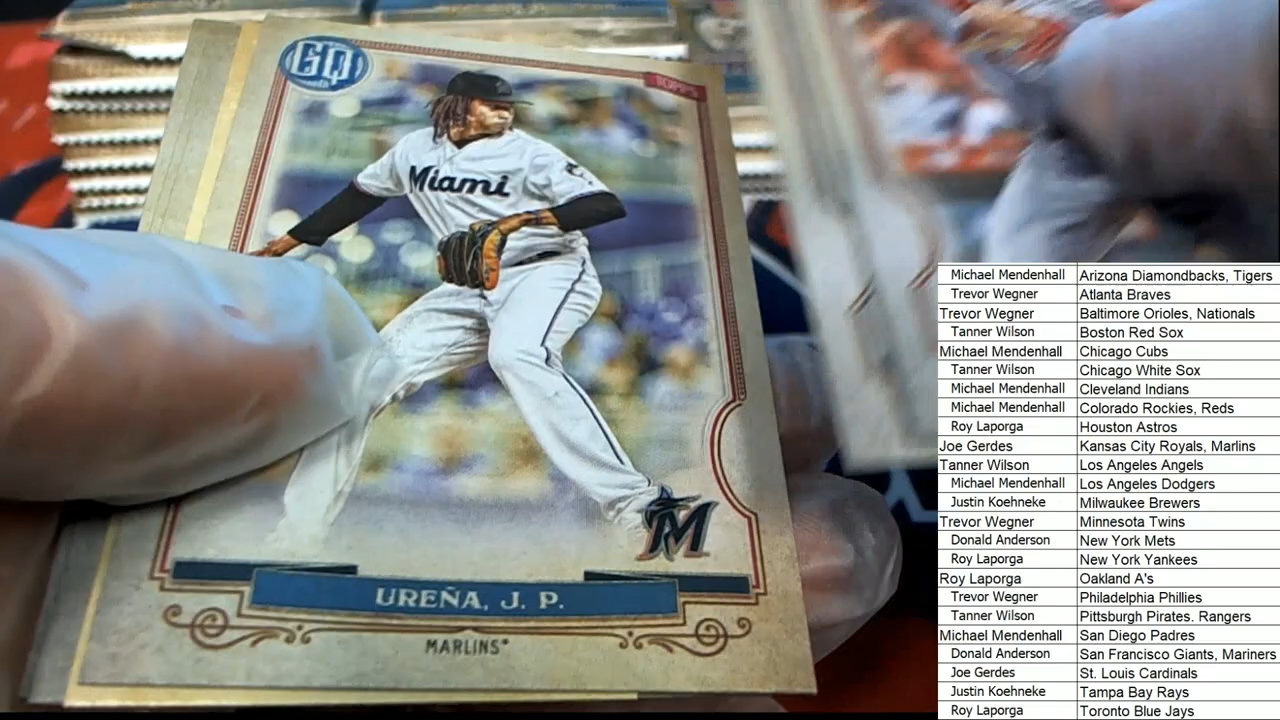 GQ
TOPPS
Miami
M
UREÑA, J. P.
MARLINS
Michael Mendenhall Arizona Diamondbacks, Tigers
Trevor Wegner Atlanta Braves
Trevor Wegner Baltimore Orioles, Nationals
Tanner Wilson Boston Red Sox
Michael Mendenhall Chicago Cubs
Tanner Wilson Chicago White Sox
Michael Mendenhall Cleveland Indians
Michael Mendenhall Colorado Rockies, Reds
Roy Laporga Houston Astros
Joe Gerdes Kansas City Royals, Marlins
Tanner Wilson Los Angeles Angels
Michael Mendenhall Los Angeles Dodgers
Justin Koehneke Milwaukee Brewers
Trevor Wegner Minnesota Twins
Donald Anderson New York Mets
Roy Laporga New York Yankees
Roy Laporga Oakland A's
Trevor Wegner Philadelphia Phillies
Tanner Wilson Pittsburgh Pirates. Rangers
Michael Mendenhall San Diego Padres
Donald Anderson San Francisco Giants, Mariners
Joe Gerdes St. Louis Cardinals
Justin Koehneke Tampa Bay Rays
Roy Laporga Toronto Blue Jays